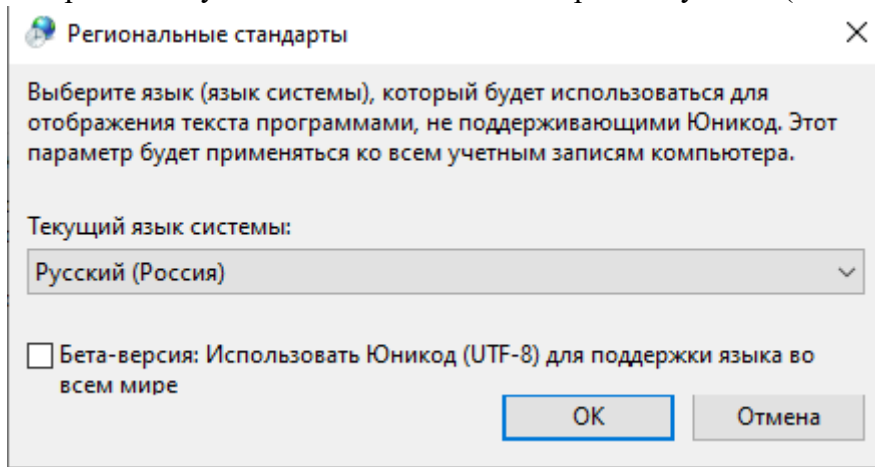 Региональные стандарты
Выберите язык (язык системы), который будет использоваться для
отображения текста программами, не поддерживающими Юникод. Этот
параметр будет применяться ко всем учетным записям компьютера.
Текущий язык системы:
Русский (Россия)
Бета-версия: Использовать Юникод (UTF-8) для поддержки языка во
всем мире
OK
Отмена